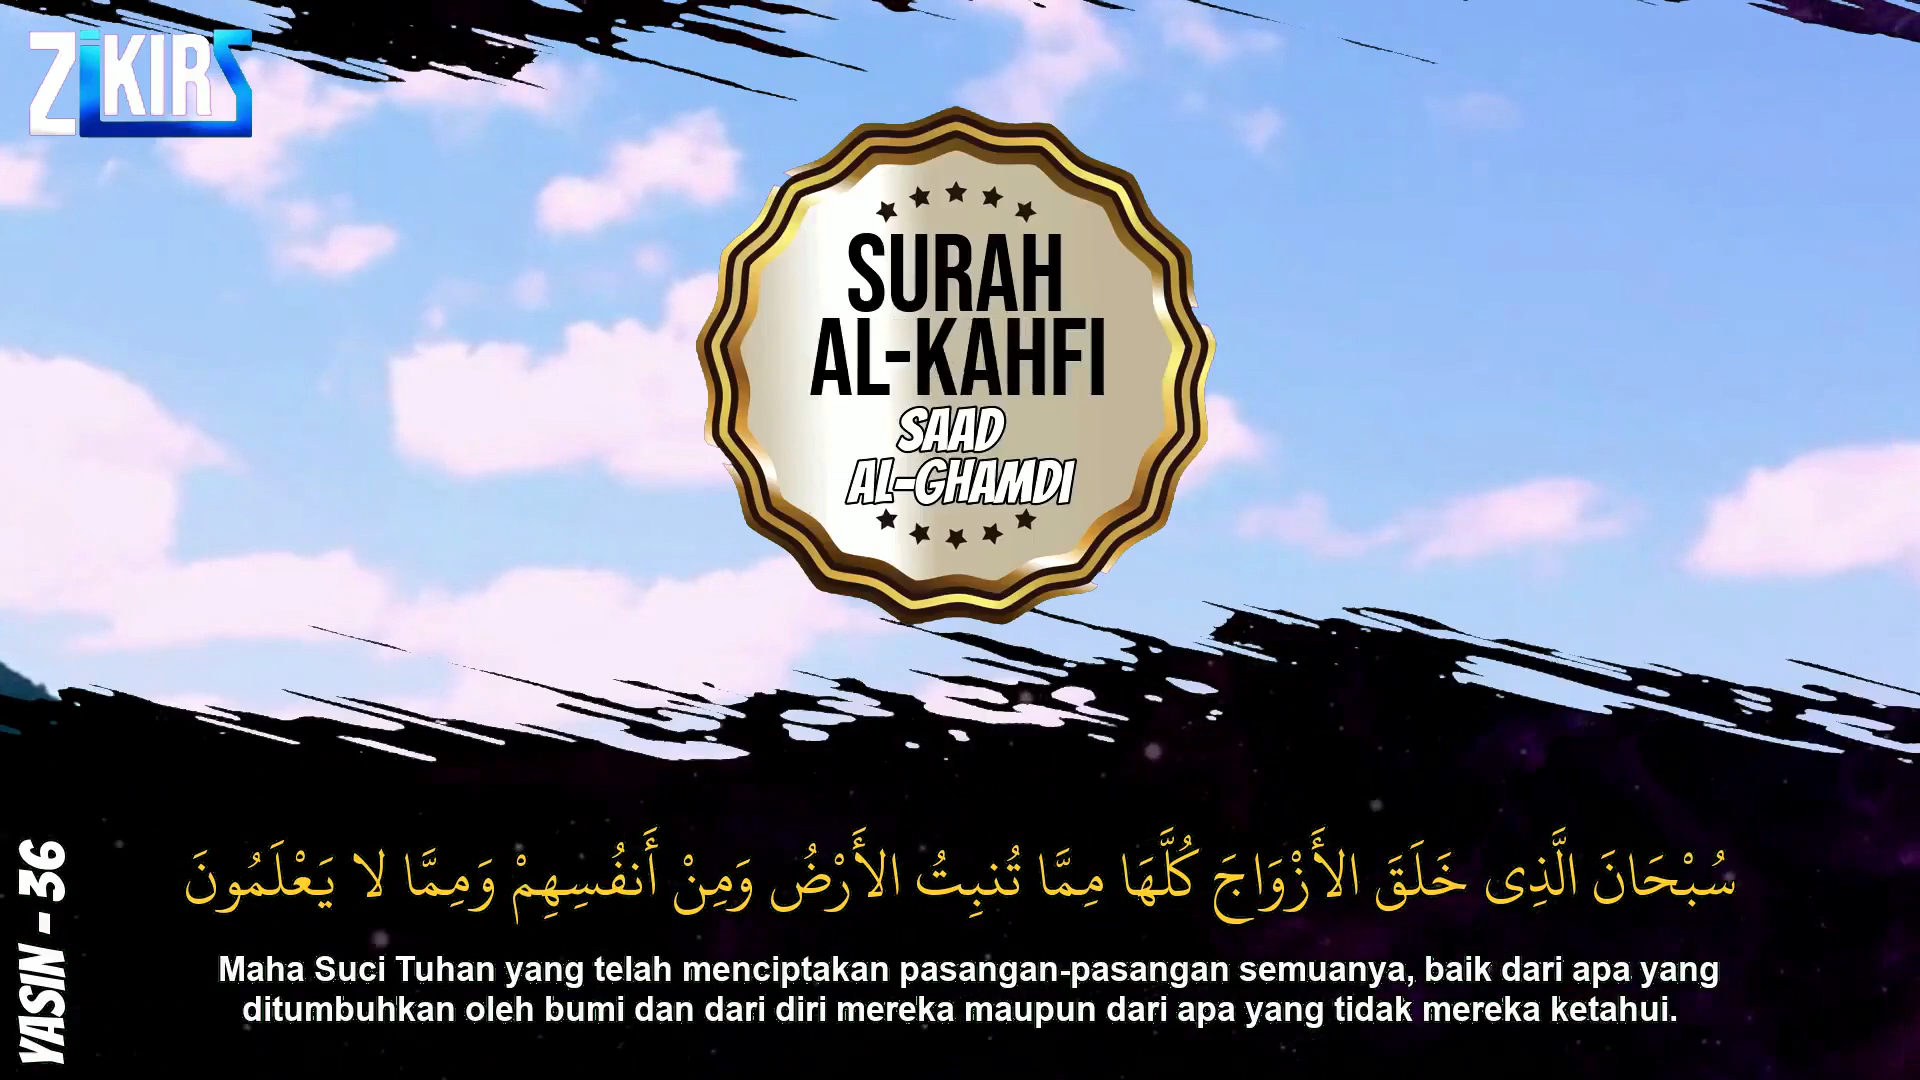 ZIKIRS
SURAH
AL-KAHFI
SAAD
AL-GHAMDI
سُبْحَانَ الَّذِى خَلَقَ الأَزْوَاجَ كُلَّهَا مِمَّا تُنبِتُ الأَرْضُ وَمِنْ أَنفُسِهِمْ وَمِمَّا لا يَعْلَمُونَ
Maha Suci Tuhan yang telah menciptakan pasangan-pasangan semuanya, baik dari apa yang
ditumbuhkan oleh bumi dan dari diri mereka maupun dari apa yang tidak mereka ketahui.
YASIN - 36